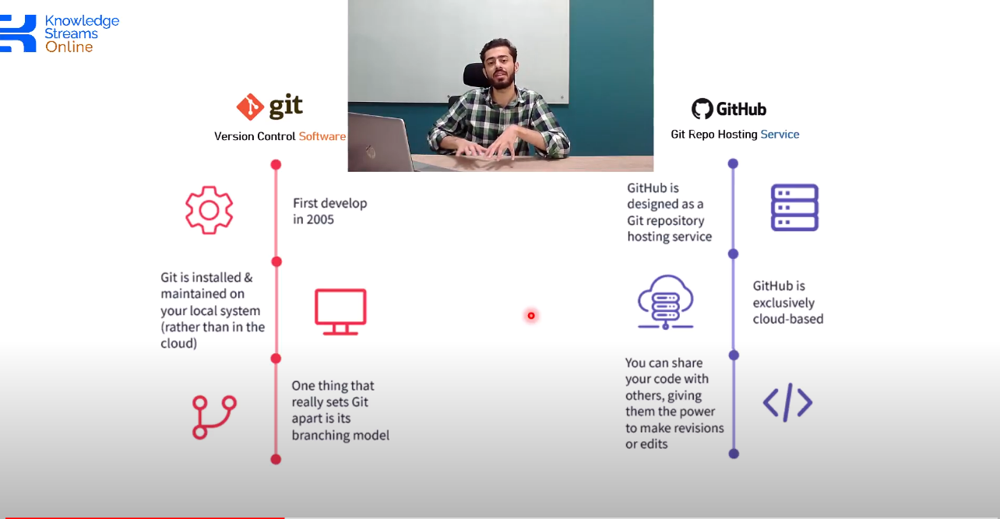 Knowledge
Streams
Online
git
Version Control Software
First develop
in 2005
Git is installed &
maintained on
your local system
(rather than in the
cloud)
One thing that
really sets Git
apart is its
branching model
GitHub
Git Repo Hosting Service
GitHub is
designed as a
Git repository
hosting service
GitHub is
exclusively
cloud-based
You can share
your code with
others, giving
them the power
to make revisions
or edits